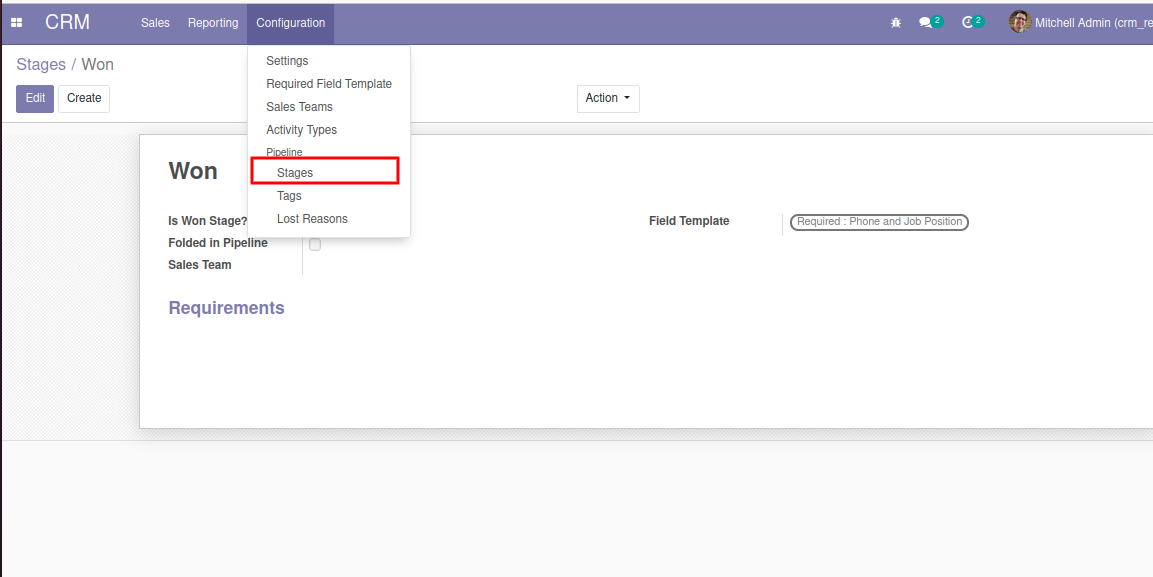 CRM
Sales
Reporting
Configuration
2
2
Mitchell Admin (crm_re
Stages / Won
Edit
Create
Action
Settings
Required Field Template
Sales Teams
Activity Types
Pipeline
Stages
Tags
Lost Reasons
Won
Is Won Stage?
Field Template
Required : Phone and Job Position
Folded in Pipeline
Sales Team
Requirements